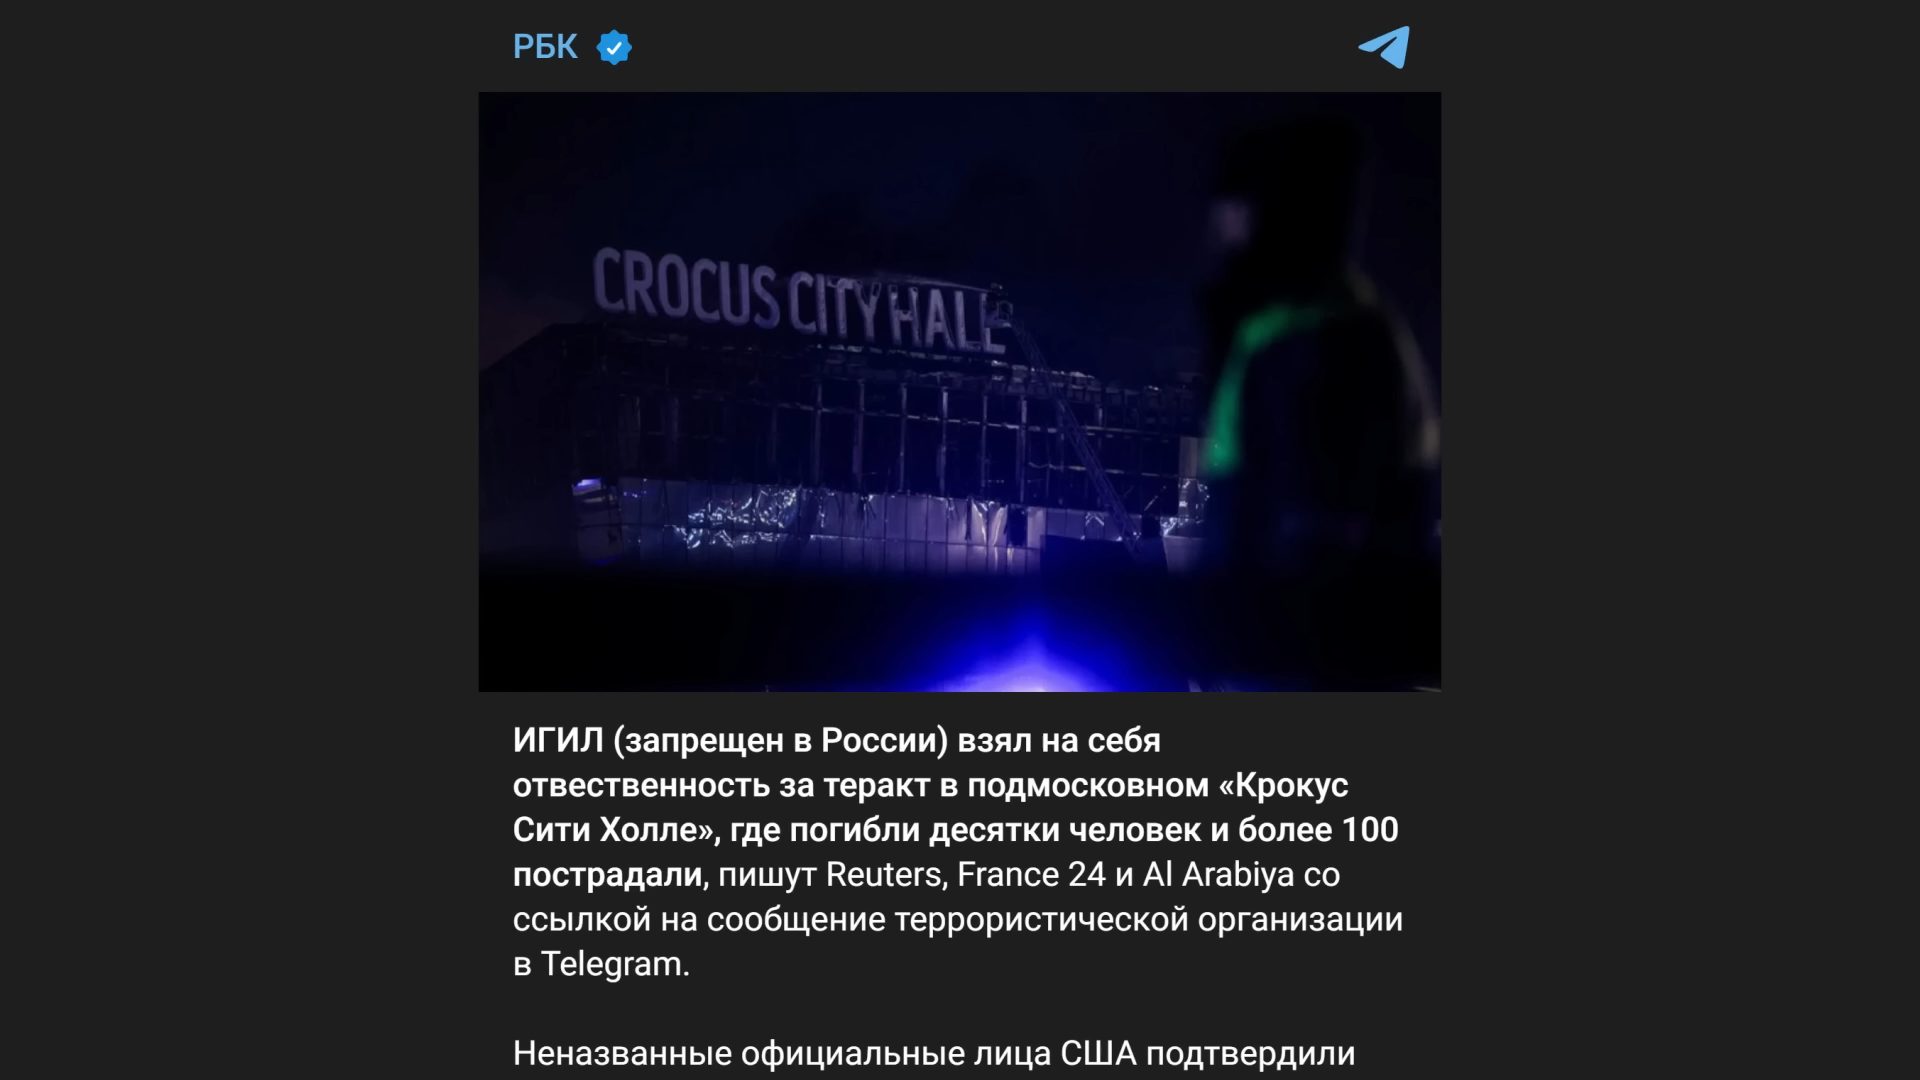 РБК
CROCUS CITY HALL
ИГИЛ (запрещен в России) взял на себя
отвественность за теракт в подмосковном «Крокус
Сити Холле», где погибли десятки человек и более 100
пострадали, пишут Reuters, France 24 и Al Arabiya со
ссылкой на сообщение террористической организации
в Telegram.
Неназванные официальные лица США подтвердили